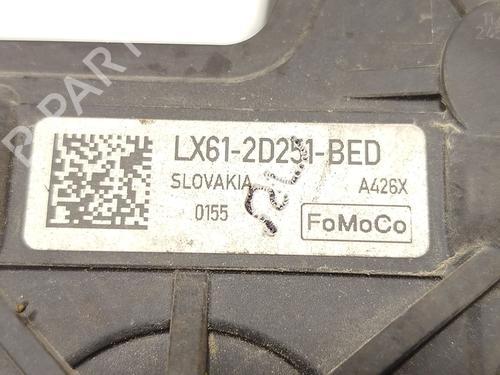 LX61-2D251-BED
SLOVAKIA
A426X
0155
FoMoCo